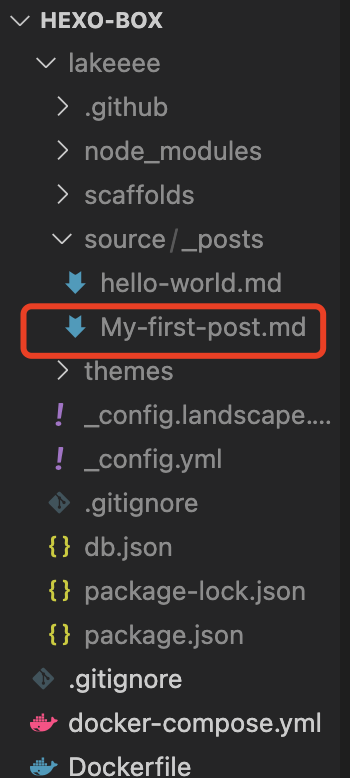 HEXO-BOX
lakeeee
.github
node_modules
scaffolds
source/_posts
hello-world.md
My-first-post.md
themes
_config.landscape....
_config.yml
.gitignore
db.json
package-lock.json
package.json
.gitignore
docker-compose.yml
Dockerfile